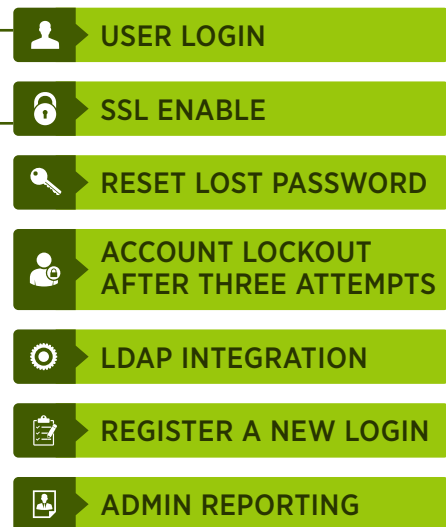 USER LOGIN
SSL ENABLE
RESET LOST PASSWORD
ACCOUNT LOCKOUT
AFTER THREE ATTEMPTS
LDAP INTEGRATION
REGISTER A NEW LOGIN
ADMIN REPORTING